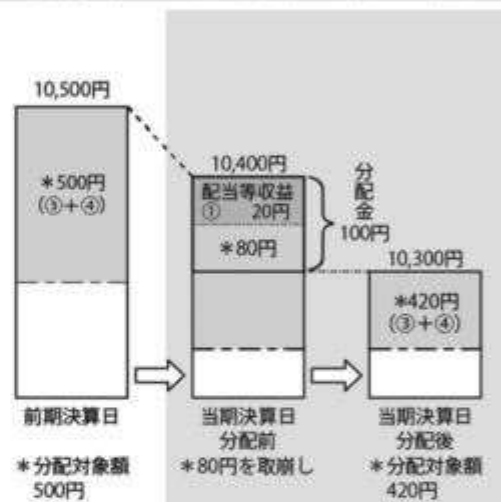 10,500円
＊500円
(③+④)
前期決算日
＊分配対象額
500円
10,400円
配当等収益
① 20円
＊80円
分配金
100円
当期決算日
分配前
＊80円を取崩し
10,300円
＊420円
(③+④)
当期決算日
分配後
＊分配対象額
420円